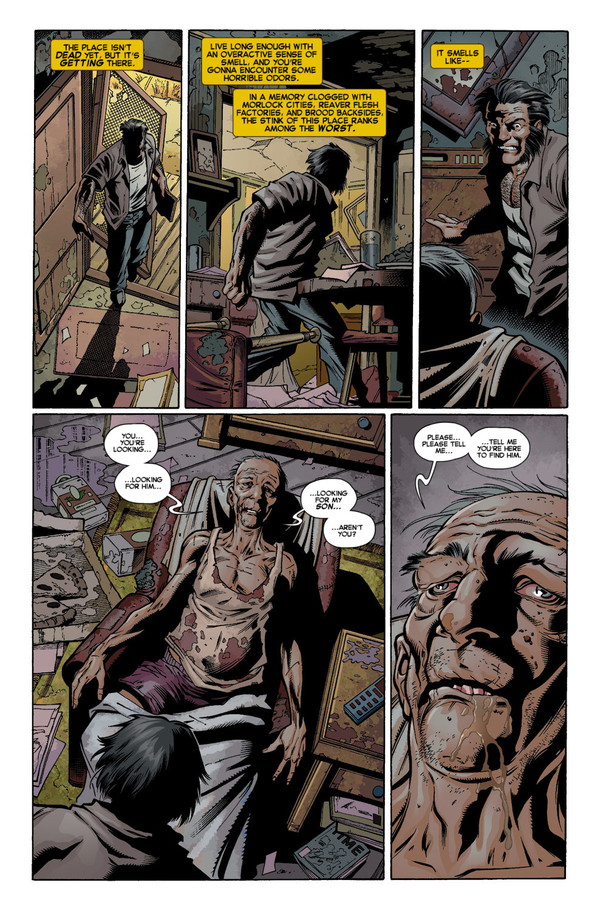 THE PLACE ISN'T
DEAD YET, BUT IT'S
GETTING THERE.
LIVE LONG ENOUGH WITH
AN OVERACTIVE SENSE OF
SMELL, AND YOU'RE
GONNA ENCOUNTER SOME
HORRIBLE ODORS.
IN A MEMORY CLOGGED WITH
MORLOCK CITIES, REAVER FLESH
FACTORIES, AND BROOD BACKSIDES,
THE STINK OF THIS PLACE RANKS
AMONG THE WORST.
IT SMELLS
LIKE--
YOU...
YOU'RE
LOOKING...
...LOOKING
FOR HIM...
...LOOKING
FOR MY
SON...
...AREN'T
YOU?
TIME
PLEASE...
PLEASE TELL
ME...
...TELL ME
YOU'RE HERE
TO FIND HIM.